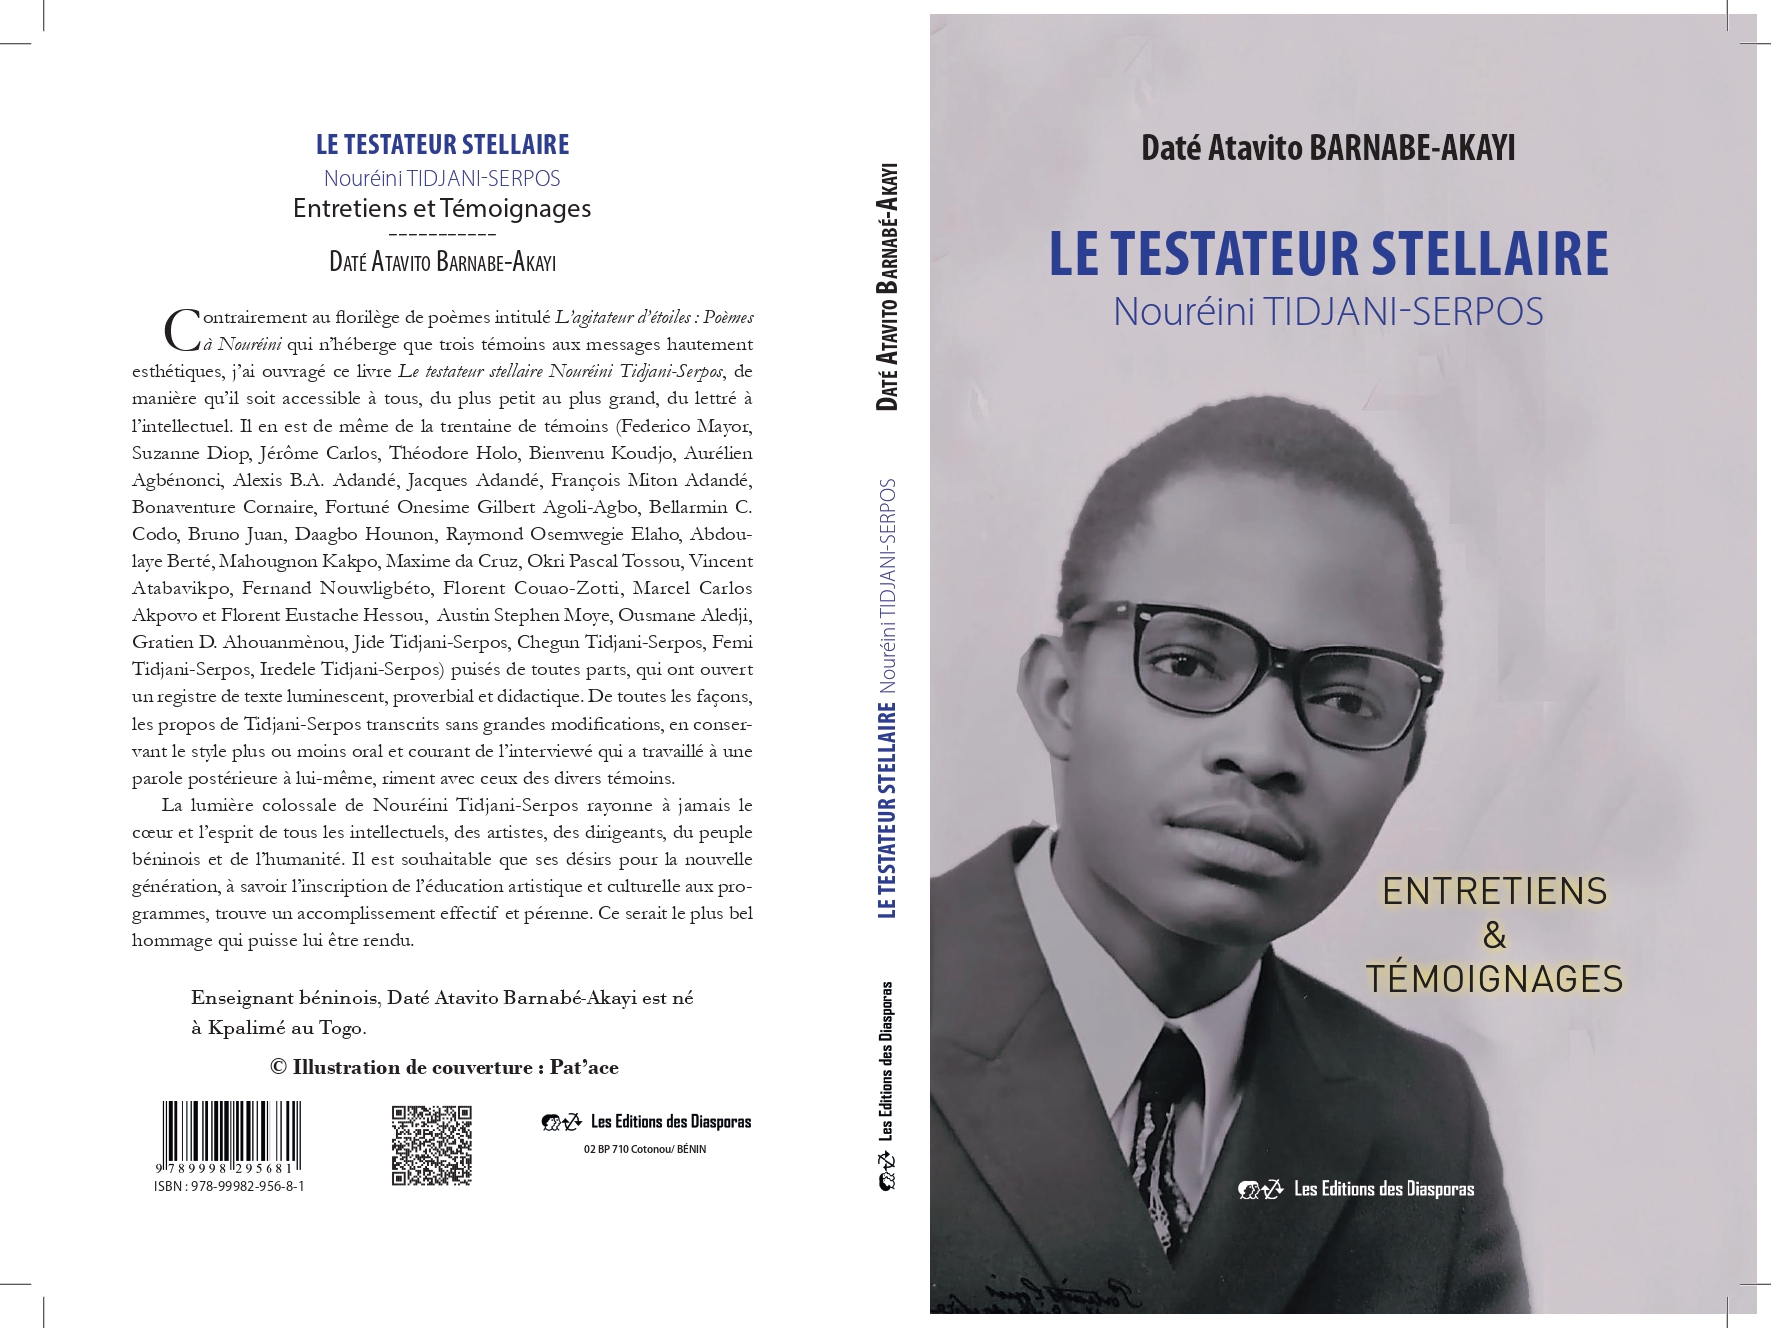 LE TESTATEUR STELLAIRE
Nouréini TIDJANI-SERPOS
Entretiens et Témoignages
-----------
DATÉ ATAVITO BARNABE-AKAYI
Contrairement au florilège de poèmes intitulé L’agitateur d’étoiles : Poèmes
à Nouréini qui n’héberge que trois témoins aux messages hautement
esthétiques, j’ai ouvragé ce livre Le testateur stellaire Nouréini Tidjani-Serpos, de
manière qu’il soit accessible à tous, du plus petit au plus grand, du lettré à
l’intellectuel. Il en est de même de la trentaine de témoins (Federico Mayor,
Suzanne Diop, Jérôme Carlos, Théodore Holo, Bienvenu Koudjo, Aurélien
Agbénonci, Alexis B.A. Adandé, Jacques Adandé, François Miton Adandé,
Bonaventure Cornaire, Fortuné Onesime Gilbert Agoli-Agbo, Bellarmin C.
Codo, Bruno Juan, Daagbo Hounon, Raymond Osemwegie Elaho, Abdou-
laye Berté, Mahougnon Kakpo, Maxime da Cruz, Okri Pascal Tossou, Vincent
Atabavikpo, Fernand Nouwligbéto, Florent Couao-Zotti, Marcel Carlos
Akpovo et Florent Eustache Hessou, Austin Stephen Moye, Ousmane Aledji,
Gratien D. Ahouanmènou, Jide Tidjani-Serpos, Chegun Tidjani-Serpos, Femi
Tidjani-Serpos, Iredele Tidjani-Serpos) puisés de toutes parts, qui ont ouvert
un registre de texte luminescent, proverbial et didactique. De toutes les façons,
les propos de Tidjani-Serpos transcrits sans grandes modifications, en conser-
vant le style plus ou moins oral et courant de l’interviewé qui a travaillé à une
parole postérieure à lui-même, riment avec ceux des divers témoins.
La lumière colossale de Nouréini Tidjani-Serpos rayonne à jamais le
cœur et l’esprit de tous les intellectuels, des artistes, des dirigeants, du peuple
béninois et de l’humanité. Il est souhaitable que ses désirs pour la nouvelle
génération, à savoir l’inscription de l’éducation artistique et culturelle aux pro-
grammes, trouve un accomplissement effectif et pérenne. Ce serait le plus bel
hommage qui puisse lui être rendu.
Enseignant béninois, Daté Atavito Barnabé-Akayi est né
à Kpalimé au Togo.
© Illustration de couverture : Pat’ace
9 789998 295681
ISBN : 978-99982-956-8-1
Les Editions des Diasporas
02 BP 710 Cotonou/ BÉNIN
Les Editions des Diasporas LE TESTATEUR STELLAIRE Nouréini TIDJANI-SERPOS DATÉ ATAVITO BARNABÉ-AKAYI
Daté Atavito BARNABE-AKAYI
LE TESTATEUR STELLAIRE
Nouréini TIDJANI-SERPOS
ENTRETIENS
&
TÉMOIGNAGES
Les Editions des Diasporas